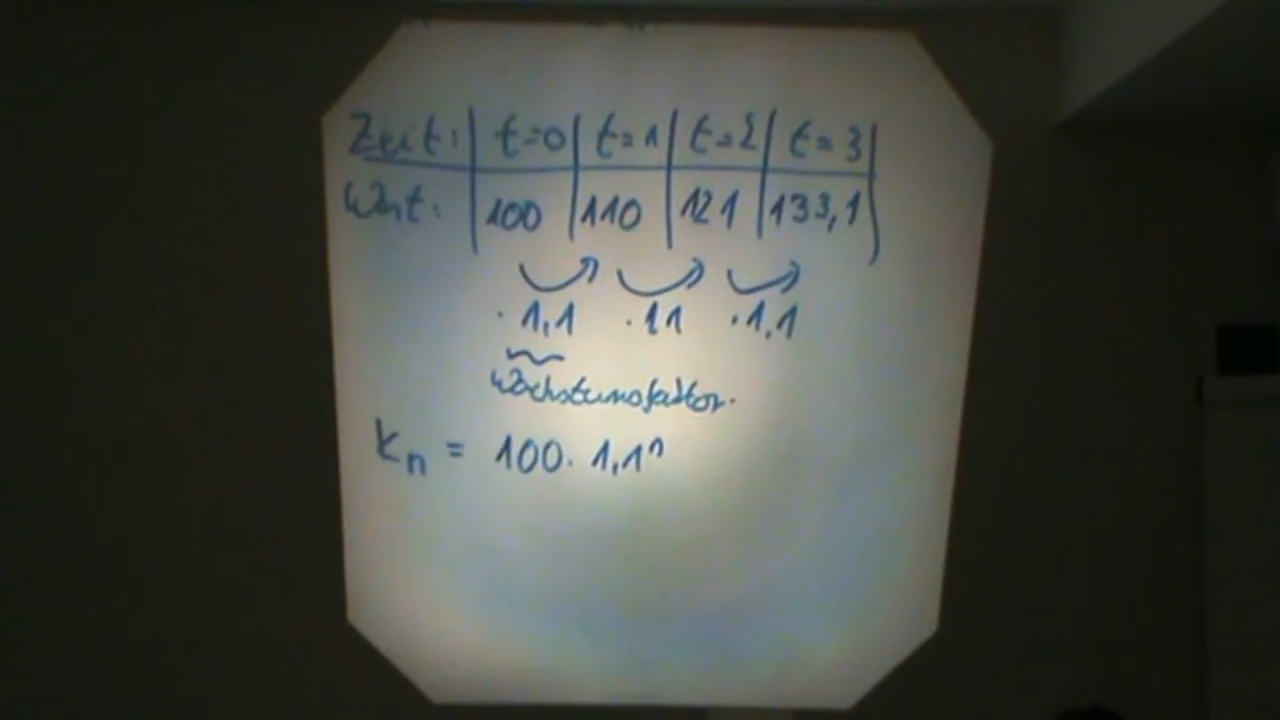 Zeit: t=0 t=1 t=2 t=3
Wert: 100 110 121 133,1
· 1,1 · 1,1 · 1,1
Wachstumsfaktor.
Kn = 100 · 1,1ⁿ